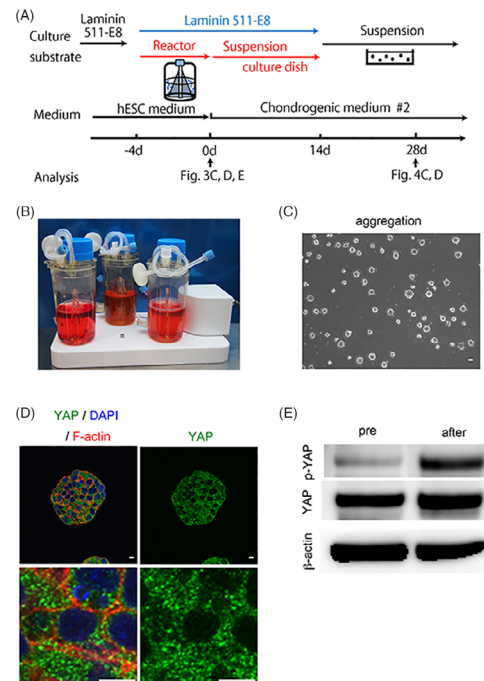 (A)
Culture
substrate
Laminin
511-E8
Laminin 511-E8
Reactor
Suspension
culture dish
Suspension
Medium
hESC medium
Chondrogenic medium #2
-4d
0d
14d
28d
Analysis
Fig. 3C, D, E
Fig. 4C, D
(B)
(C)
aggregation
(D)
YAP / DAPI
/ F-actin
YAP
(E)
pre
after
p-YAP
YAP
β-actin